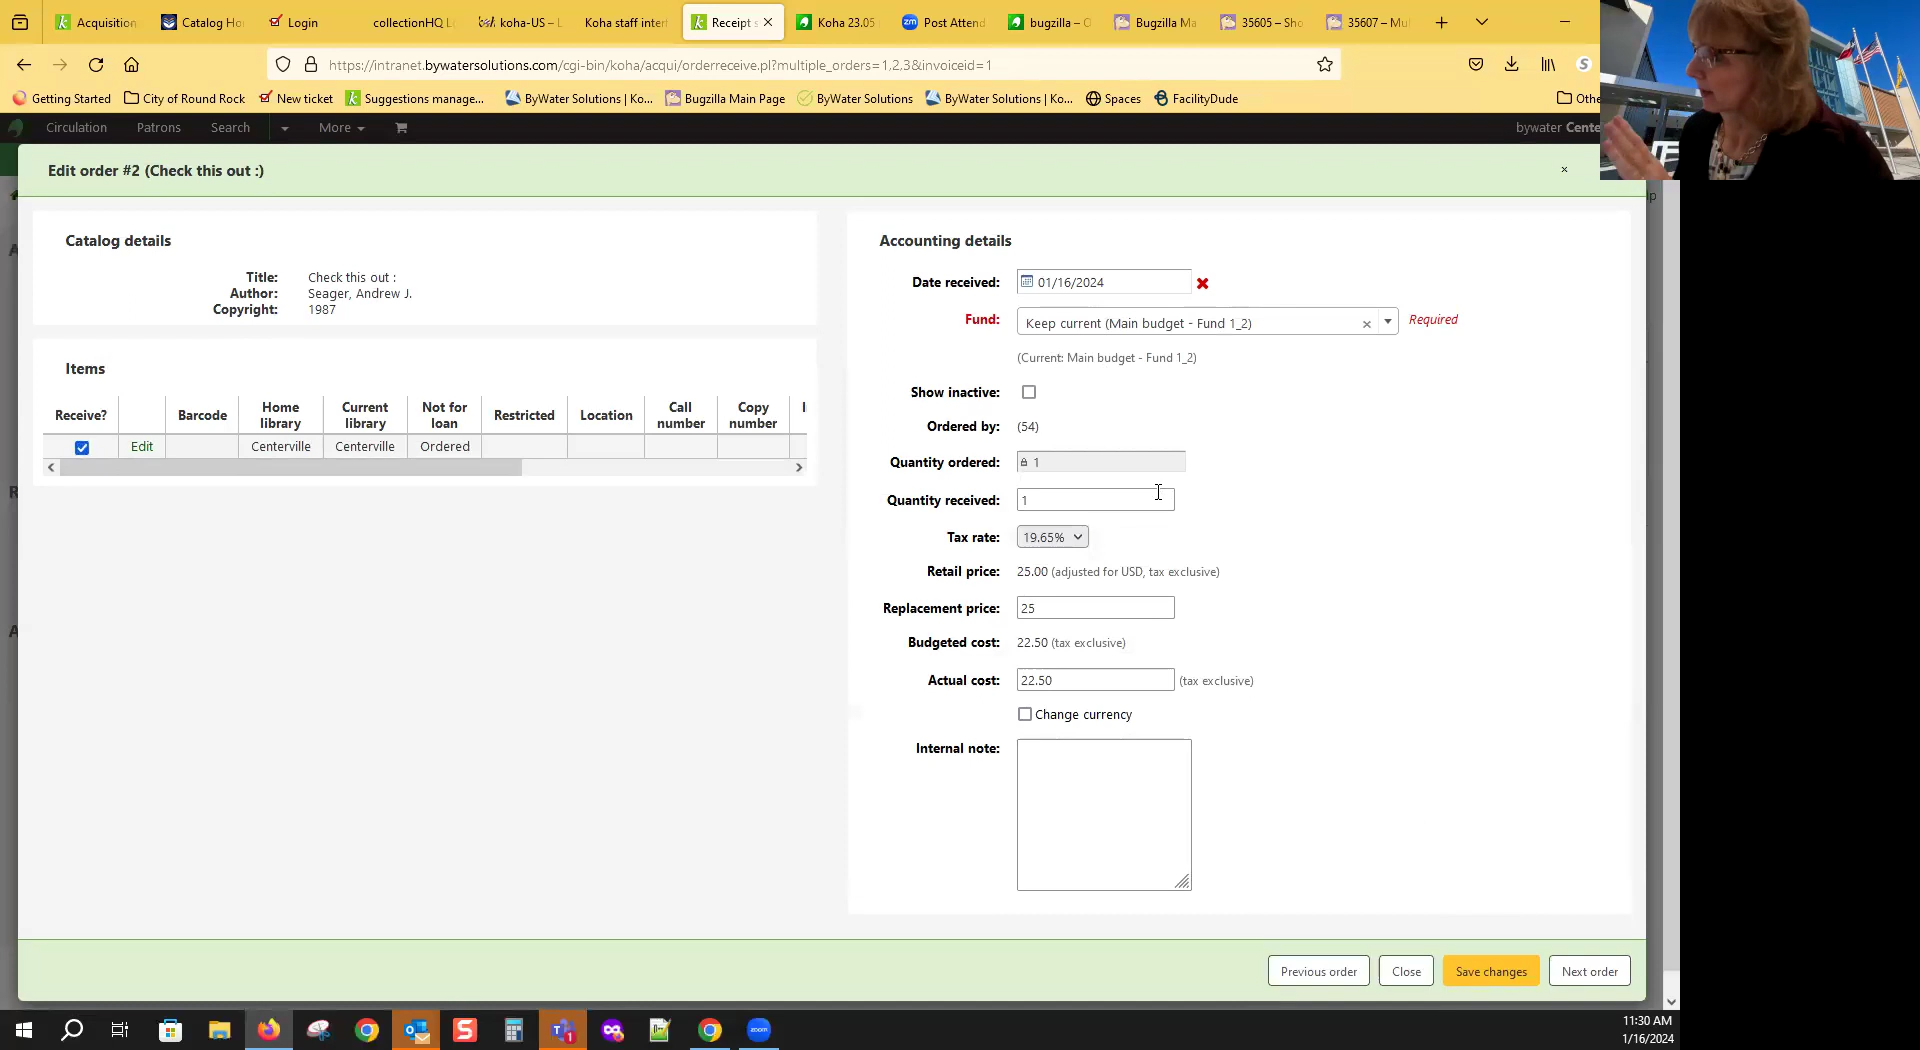 Acquisition
Catalog Ho
Login
collectionHQ L
koha-US – L
Koha staff inter
Receipt s
Koha 23.05
Post Attend
bugzilla – O
Bugzilla Ma
35605 – Sho
35607 – Mul
https://intranet.bywatersolutions.com/cgi-bin/koha/acqui/orderreceive.pl?multiple_orders=1,2,3&invoiceid=1
Getting Started
City of Round Rock
New ticket
Suggestions manage...
ByWater Solutions | Ko...
Bugzilla Main Page
ByWater Solutions
ByWater Solutions | Ko...
Spaces
FacilityDude
Othe
Circulation
Patrons
Search
More
bywater Cente
Edit order #2 (Check this out :)
Catalog details
Title: Check this out :
Author: Seager, Andrew J.
Copyright: 1987
Items
Receive? Barcode Home library Current library Not for loan Restricted Location Call number Copy number
Edit Centerville Centerville Ordered
Accounting details
Date received: 01/16/2024
Fund: Keep current (Main budget - Fund 1_2) Required
(Current: Main budget - Fund 1_2)
Show inactive:
Ordered by: (54)
Quantity ordered: 1
Quantity received: 1
Tax rate: 19.65%
Retail price: 25.00 (adjusted for USD, tax exclusive)
Replacement price: 25
Budgeted cost: 22.50 (tax exclusive)
Actual cost: 22.50 (tax exclusive)
Change currency
Internal note:
Previous order
Close
Save changes
Next order
11:30 AM
1/16/2024